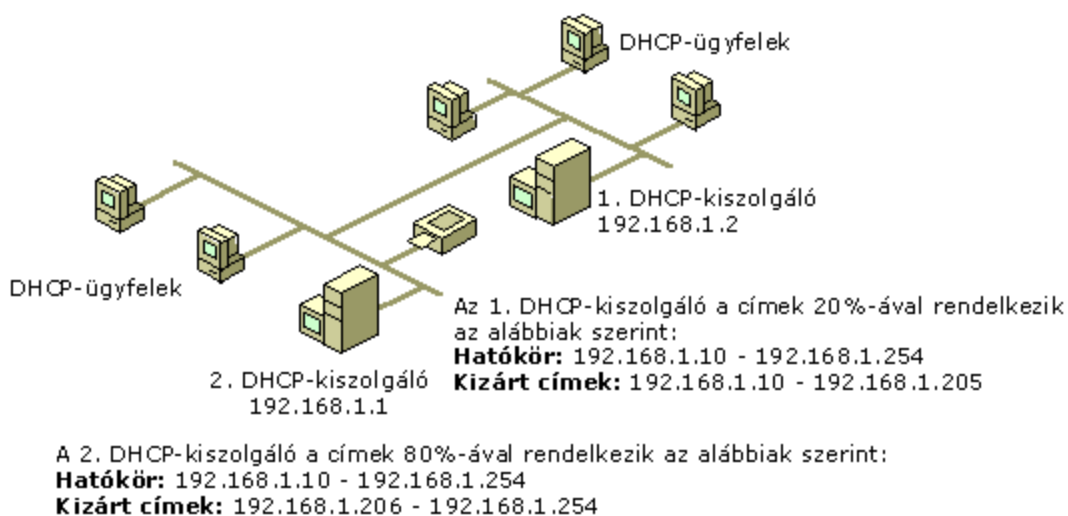 DHCP-ügyfelek
1. DHCP-kiszolgáló
192.168.1.2
DHCP-ügyfelek
2. DHCP-kiszolgáló
192.168.1.1
Az 1. DHCP-kiszolgáló a címek 20%-ával rendelkezik
az alábbiak szerint:
Hatókör: 192.168.1.10 - 192.168.1.254
Kizárt címek: 192.168.1.10 - 192.168.1.205
A 2. DHCP-kiszolgáló a címek 80%-ával rendelkezik az alábbiak szerint:
Hatókör: 192.168.1.10 - 192.168.1.254
Kizárt címek: 192.168.1.206 - 192.168.1.254